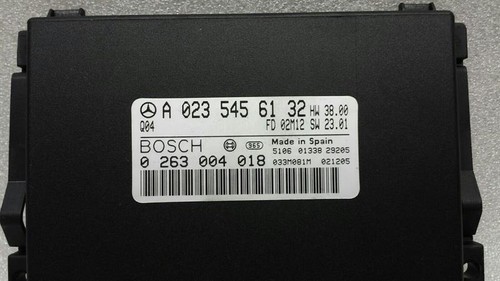 A 023 545 61 32 HW 38.00
Q04 FD 02M12 SW 23.01
BOSCH Made in Spain
5106 01338 29205
0 263 004 018 033M081M 021205